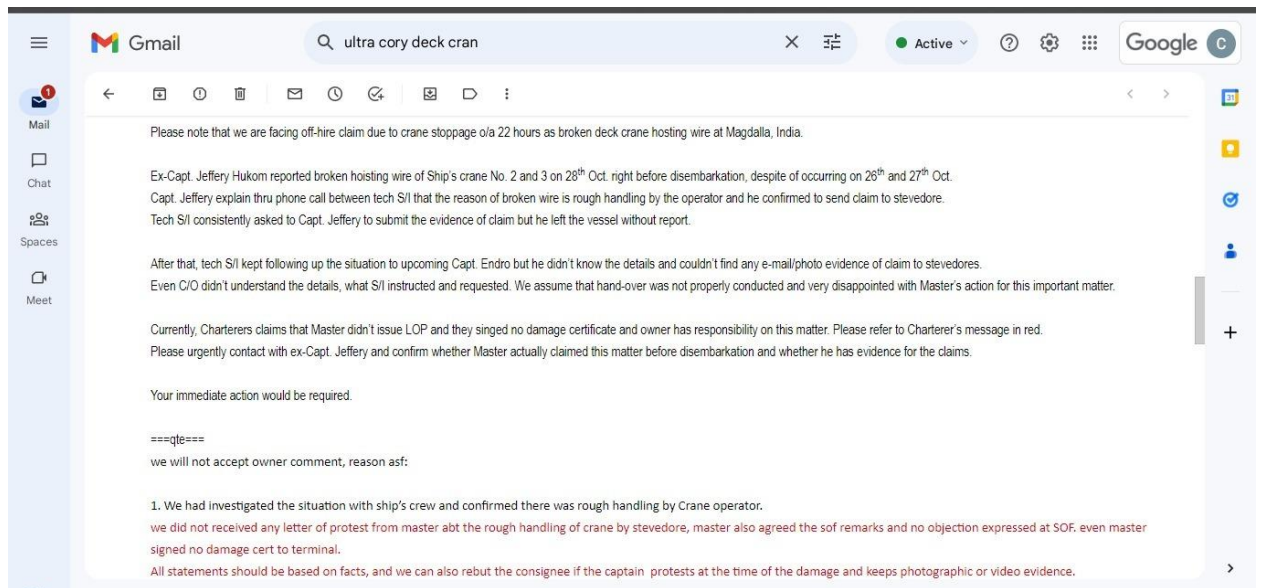 Gmail
ultra cory deck cran
Active
Google
C
1
Mail
Chat
Spaces
Meet
31
Please note that we are facing off-hire claim due to crane stoppage o/a 22 hours as broken deck crane hosting wire at Magdalla, India.
Ex-Capt. Jeffery Hukom reported broken hoisting wire of Ship's crane No. 2 and 3 on 28th Oct. right before disembarkation, despite of occurring on 26th and 27th Oct.
Capt. Jeffery explain thru phone call between tech S/I that the reason of broken wire is rough handling by the operator and he confirmed to send claim to stevedore.
Tech S/I consistently asked to Capt. Jeffery to submit the evidence of claim but he left the vessel without report.
After that, tech S/I kept following up the situation to upcoming Capt. Endro but he didn't know the details and couldn't find any e-mail/photo evidence of claim to stevedores.
Even C/O didn't understand the details, what S/I instructed and requested. We assume that hand-over was not properly conducted and very disappointed with Master's action for this important matter.
Currently, Charterers claims that Master didn't issue LOP and they singed no damage certificate and owner has responsibility on this matter. Please refer to Charterer's message in red.
Please urgently contact with ex-Capt. Jeffery and confirm whether Master actually claimed this matter before disembarkation and whether he has evidence for the claims.
Your immediate action would be required.
===qte===
we will not accept owner comment, reason asf:
1. We had investigated the situation with ship's crew and confirmed there was rough handling by Crane operator.
we did not received any letter of protest from master abt the rough handling of crane by stevedore, master also agreed the sof remarks and no objection expressed at SOF. even master
signed no damage cert to terminal.
All statements should be based on facts, and we can also rebut the consignee if the captain protests at the time of the damage and keeps photographic or video evidence.